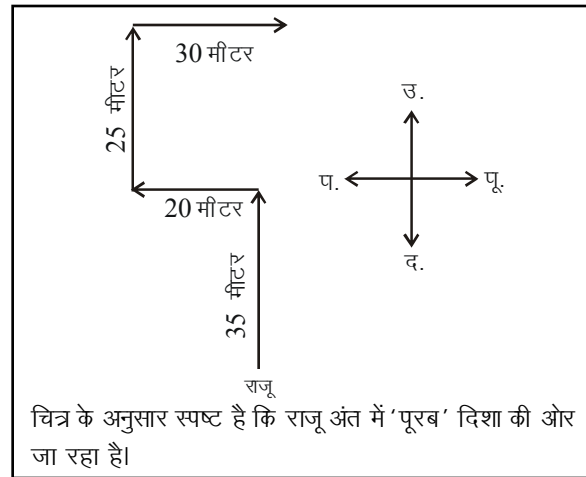 30 मीटर
25 मीटर
उ.
प.
पू.
20 मीटर
द.
35 मीटर
राजू
चित्र के अनुसार स्पष्ट है कि राजू अंत में 'पूरब' दिशा की ओर
जा रहा है।